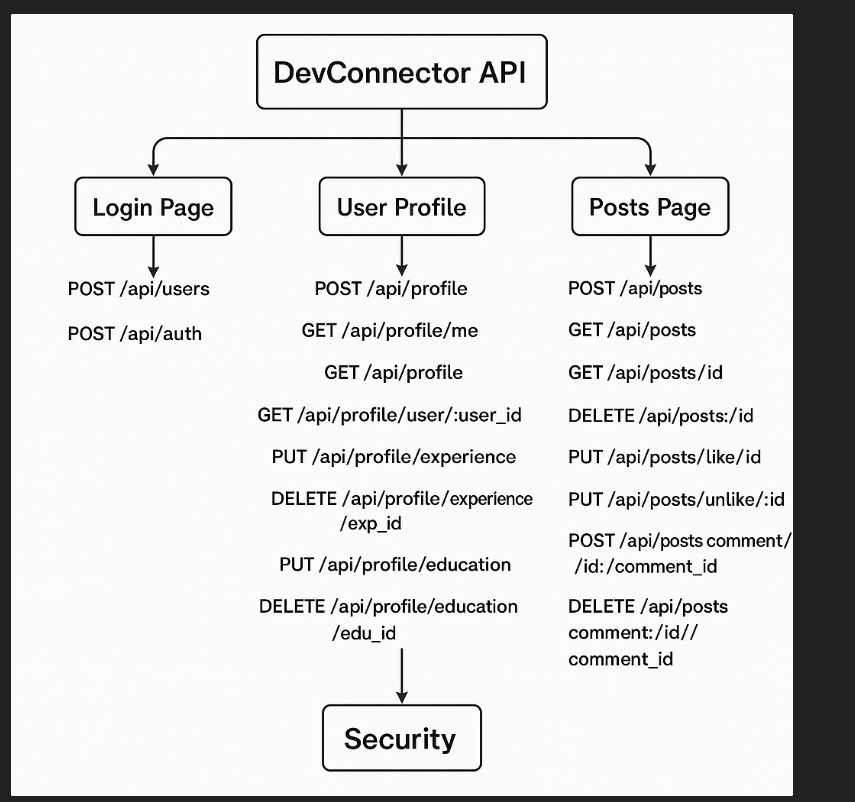 DevConnector API
Login Page
User Profile
Posts Page
POST /api/users
POST /api/auth
POST /api/profile
GET /api/profile/me
GET /api/profile
GET /api/profile/user/:user_id
PUT /api/profile/experience
DELETE /api/profile/experience
/exp_id
PUT /api/profile/education
DELETE /api/profile/education
/edu_id
POST /api/posts
GET /api/posts
GET /api/posts/id
DELETE /api/posts:/id
PUT /api/posts/like/id
PUT /api/posts/unlike/:id
POST /api/posts comment/
/id:/comment_id
DELETE /api/posts
comment:/id//
comment_id
Security